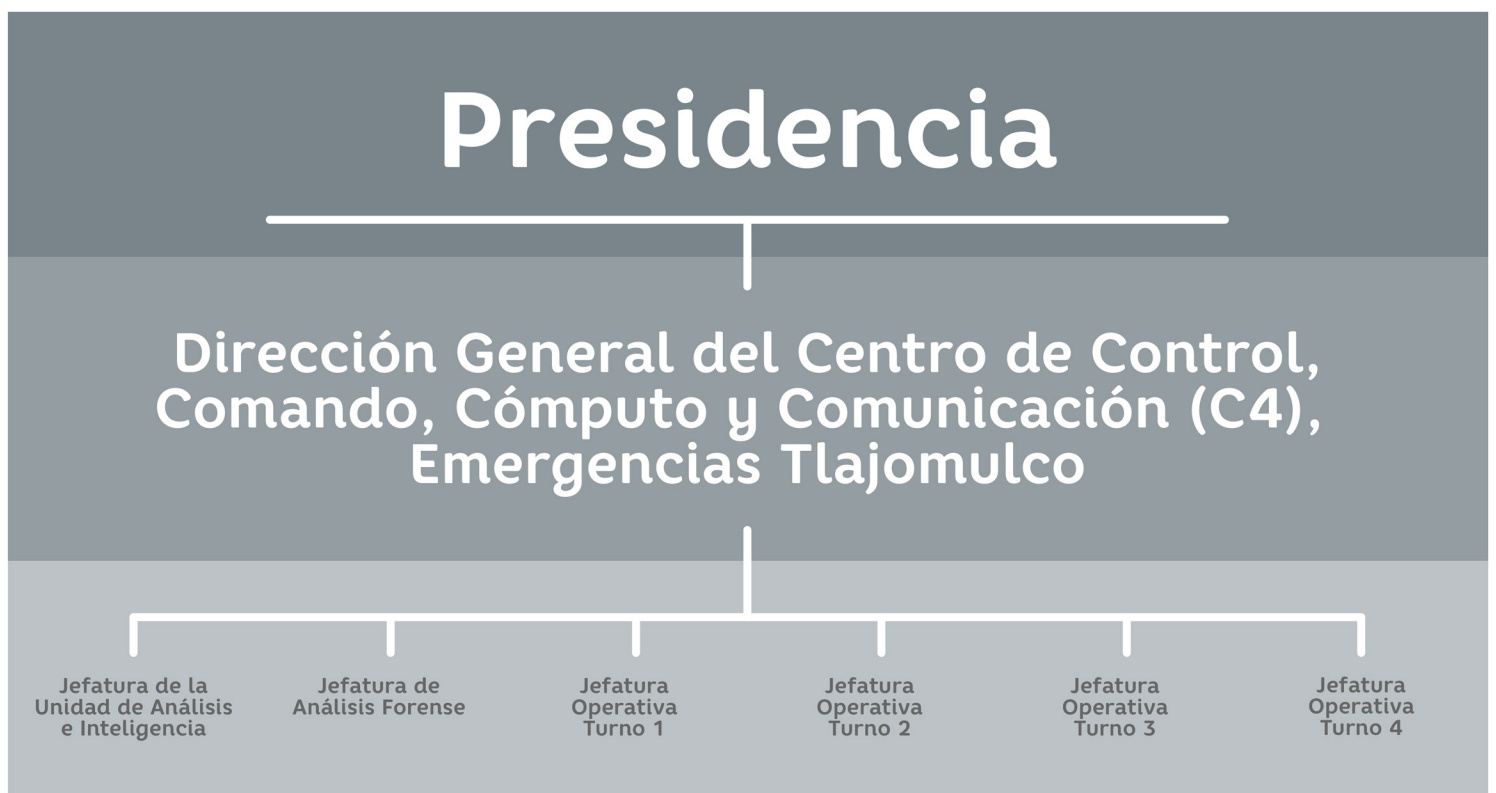 Presidencia
Dirección General del Centro de Control,
Comando, Cómputo y Comunicación (C4),
Emergencias Tlajomulco
Jefatura de la
Unidad de Análisis
e Inteligencia
Jefatura de
Análisis Forense
Jefatura
Operativa
Turno 1
Jefatura
Operativa
Turno 2
Jefatura
Operativa
Turno 3
Jefatura
Operativa
Turno 4